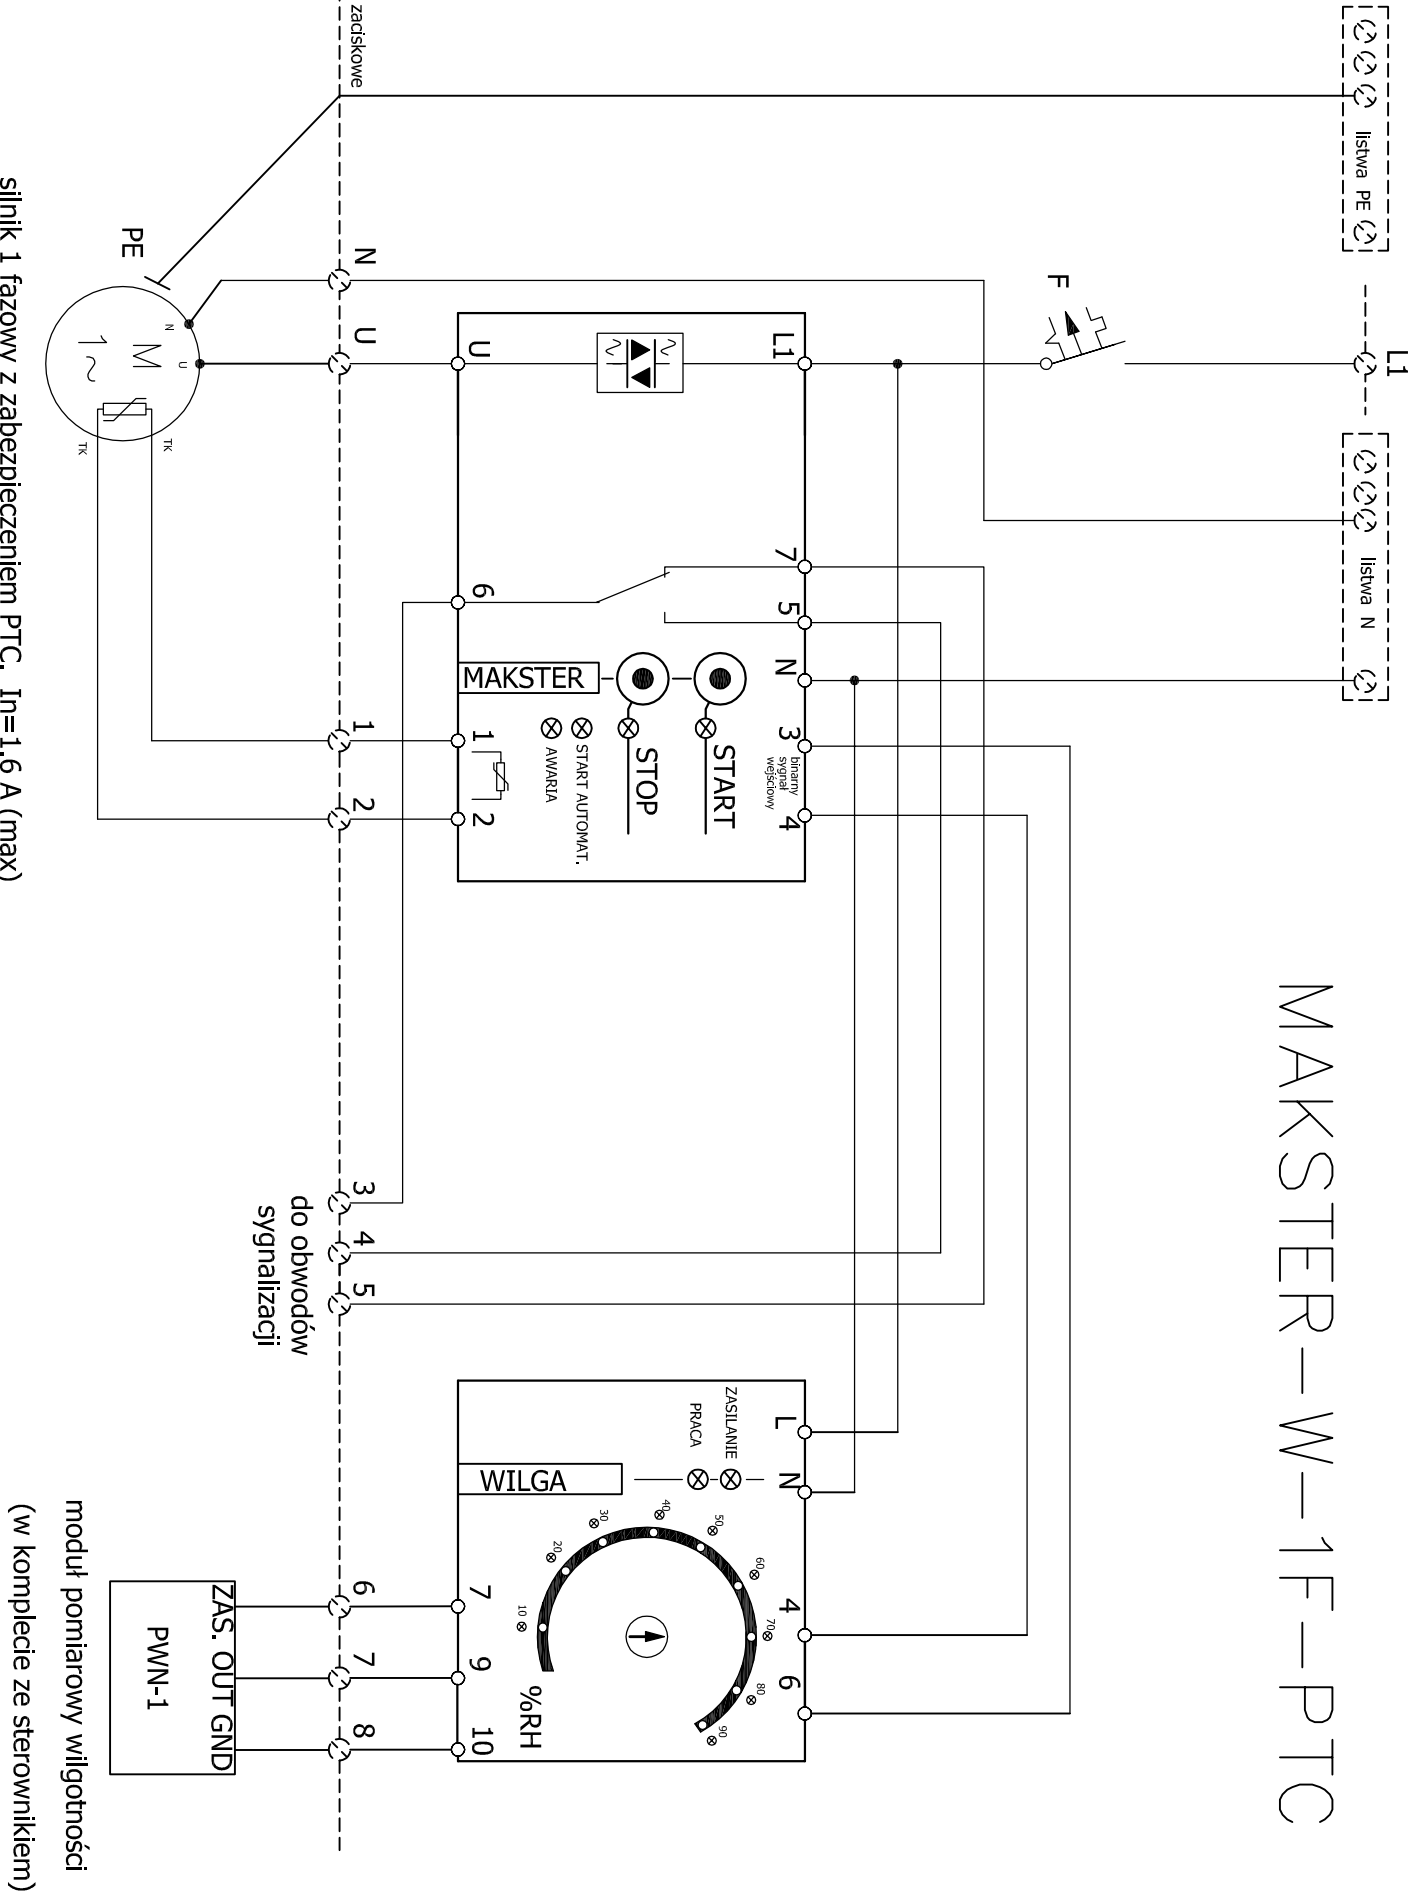 MAKSTER-W-1F-PTC
listwa PE
L1
listwa N
F
L1
7
5
N
3
4
binarny
sygnał
wejściowy
START
STOP
START AUTOMAT.
AWARIA
MAKSTER
U
6
1
2
L
N
4
6
ZASILANIE
PRACA
WILGA
10
20
30
40
50
60
70
80
90
%RH
7
9
10
zaciskowe
N
U
1
2
3
4
5
6
7
8
do obwodów
sygnalizacji
PE
N
U
M
1~
TK
TK
ZAS. OUT GND
PWN-1
silnik 1 fazowy z zabezpieczeniem PTC. In=1,6 A (max)
moduł pomiarowy wilgotności
(w komplecie ze sterownikiem)